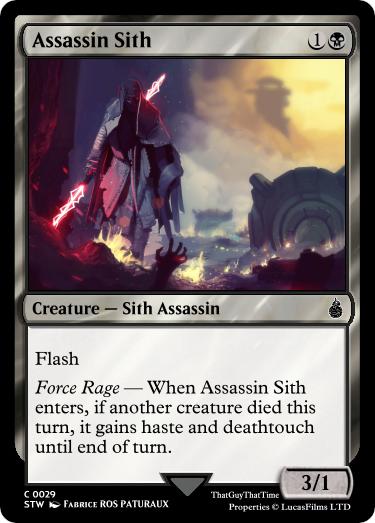 Assassin Sith 1
Creature — Sith Assassin
Flash
Force Rage — When Assassin Sith
enters, if another creature died this
turn, it gains haste and deathtouch
until end of turn.
3/1
C 0029
STW Fabrice ROS PATURAUX
ThatGuyThatTime
Properties © LucasFilms LTD